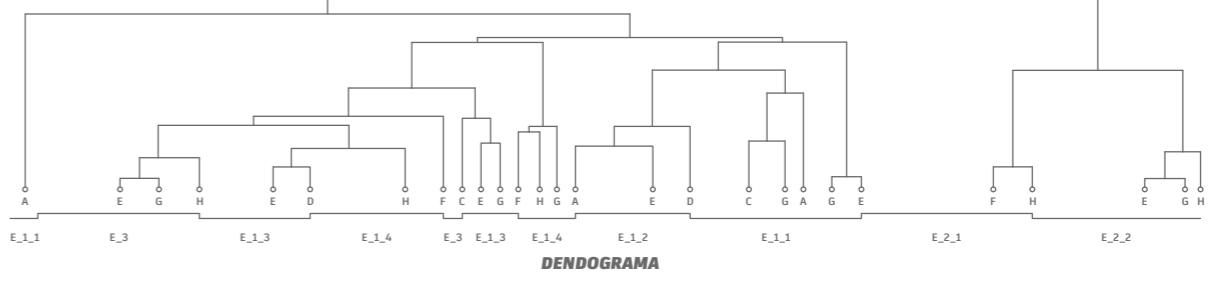 A E G H E D H F C E G F H G A E D C G A G E F H E G H
E_1_1 E_3 E_1_3 E_1_4 E_3 E_1_3 E_1_4 E_1_2 E_1_1 E_2_1 E_2_2
DENDOGRAMA